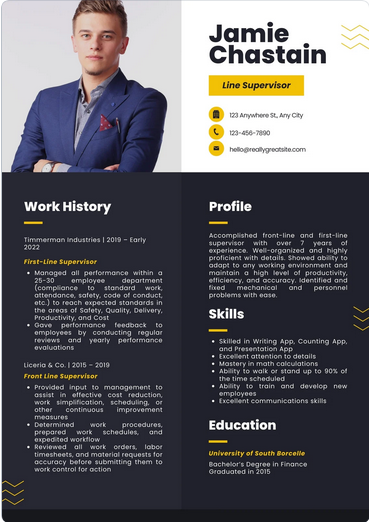 Jamie
Chastain
Line Supervisor
123 Anywhere St., Any City
123-456-7890
hello@reallygreatsite.com
Work History
Timmerman Industries | 2019 – Early
2022
First-Line Supervisor
Managed all performance within a
25-30 employee department
(compliance to standard work,
attendance, safety, code of conduct,
etc.) to reach expected standards in
the areas of Safety, Quality, Delivery,
Productivity, and Cost
Gave performance feedback to
employees by conducting regular
reviews and yearly performance
evaluations
Liceria & Co. | 2015 – 2019
Front Line Supervisor
Provided input to management to
assist in effective cost reduction,
work simplification, scheduling, or
other continuous improvement
measures
Determined work procedures,
prepared work schedules, and
expedited workflow
Reviewed all work orders, labor
timesheets, and material requests for
accuracy before submitting them to
work control for action
Profile
Accomplished front-line and first-line
supervisor with over 7 years of
experience. Well-organized and highly
proficient with details. Showed ability to
adapt to any working environment and
maintain a high level of productivity,
efficiency, and accuracy. Identified and
fixed mechanical and personnel
problems with ease.
Skills
Skilled in Writing App, Counting App,
and Presentation App
Excellent attention to details
Mastery in math calculations
Ability to walk or stand up to 90% of
the time scheduled
Ability to train and develop new
employees
Excellent communications skills
Education
University of South Borcelle
Bachelor's Degree in Finance
Graduated in 2015